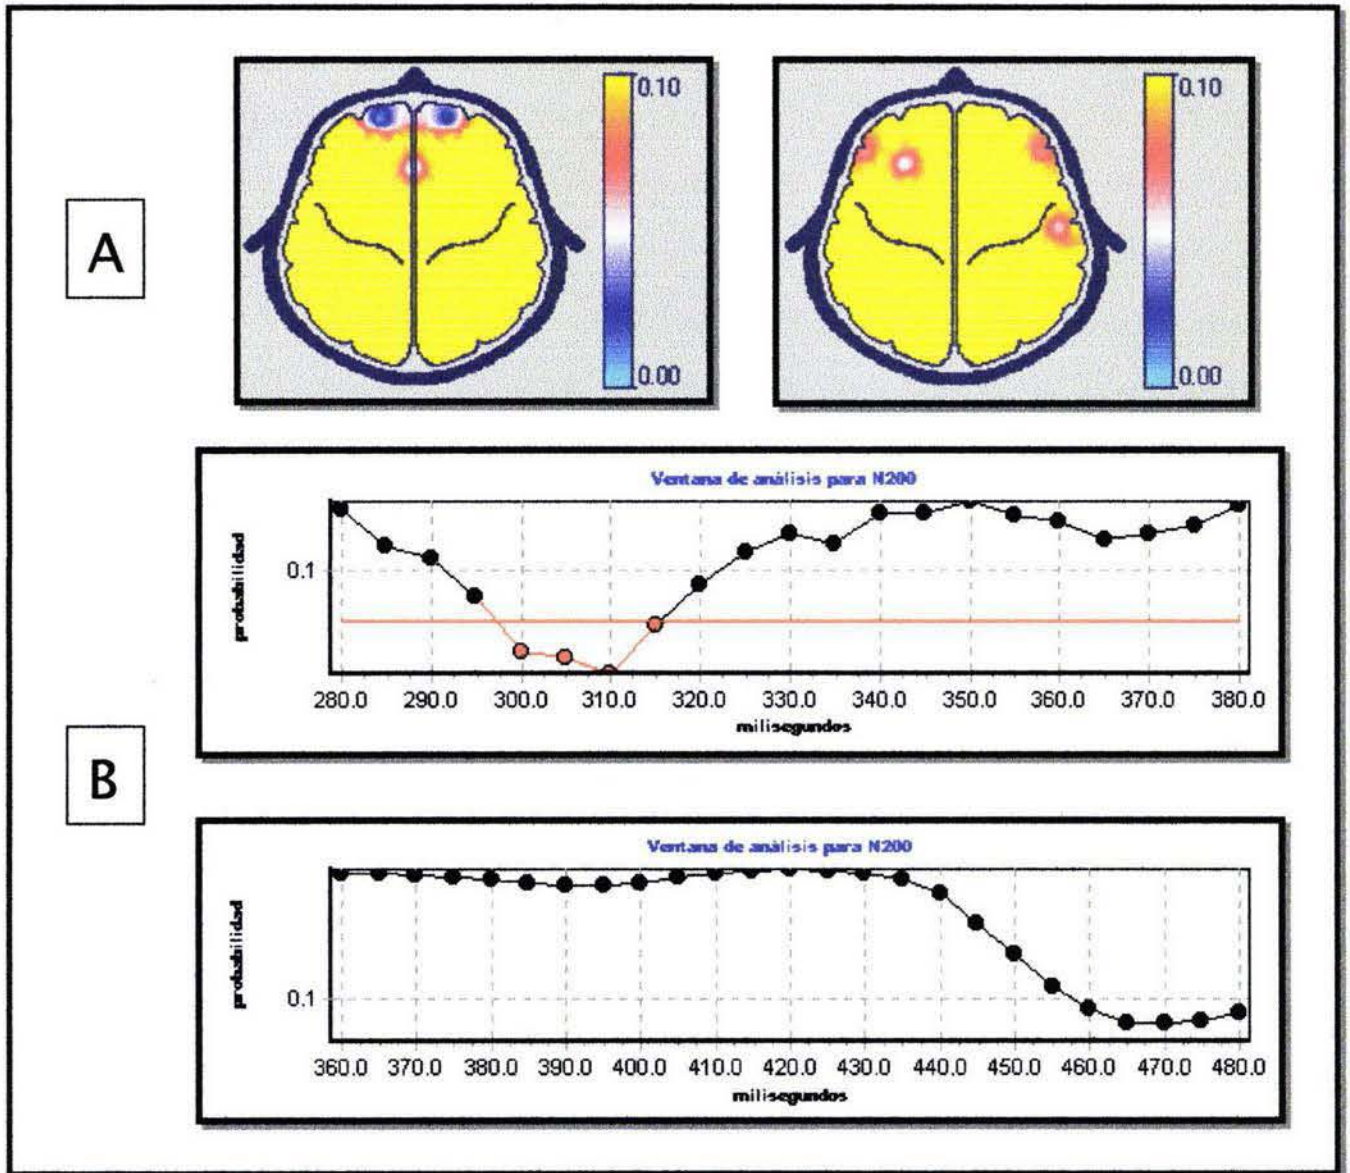 A
0.10
0.00
0.10
0.00
B
Ventana de análisis para N200
probabilidad
0.1
280.0 290.0 300.0 310.0 320.0 330.0 340.0 350.0 360.0 370.0 380.0
milisegundos
Ventana de análisis para N200
probabilidad
0.1
360.0 370.0 380.0 390.0 400.0 410.0 420.0 430.0 440.0 450.0 460.0 470.0 480.0
milisegundos